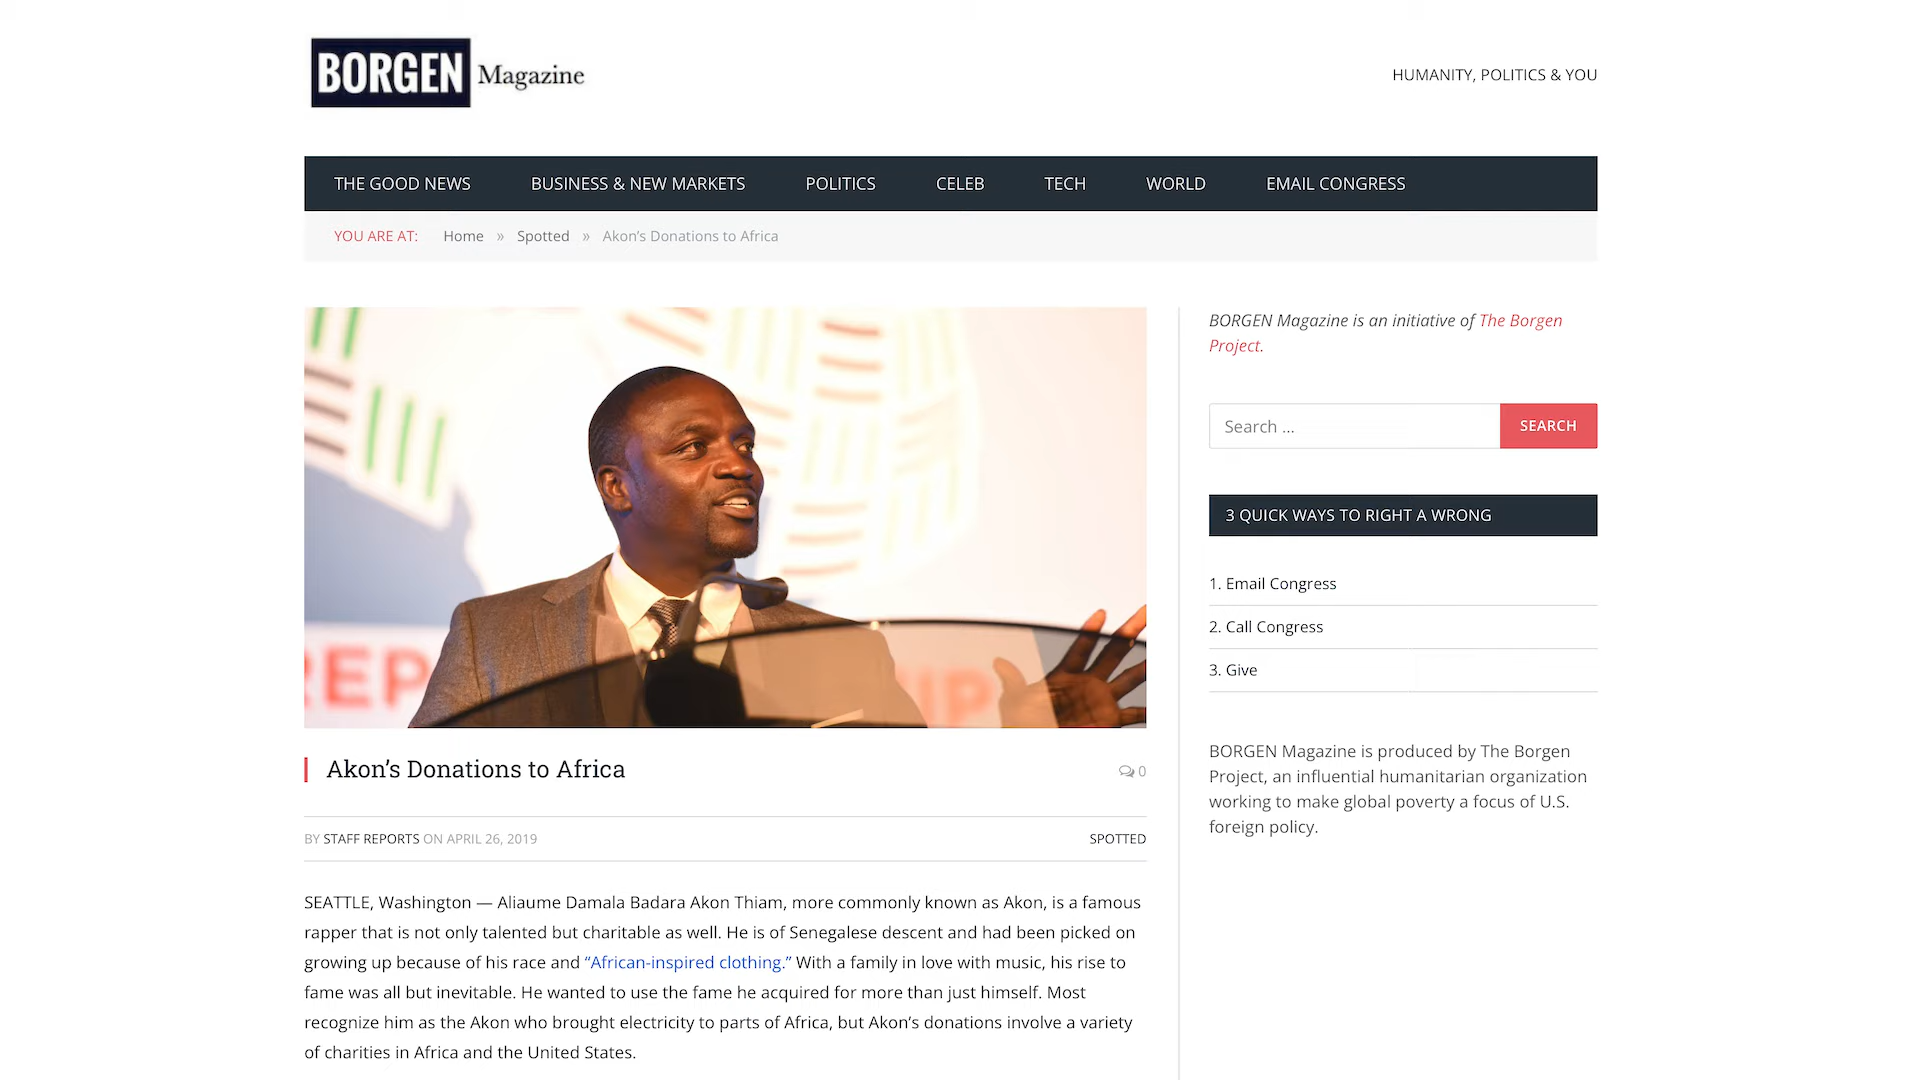 BORGEN Magazine
HUMANITY, POLITICS & YOU
THE GOOD NEWS
BUSINESS & NEW MARKETS
POLITICS
CELEB
TECH
WORLD
EMAIL CONGRESS
YOU ARE AT: Home » Spotted » Akon’s Donations to Africa
REP
IP
Akon’s Donations to Africa
0
BY STAFF REPORTS ON APRIL 26, 2019
SPOTTED
SEATTLE, Washington — Aliaume Damala Badara Akon Thiam, more commonly known as Akon, is a famous
rapper that is not only talented but charitable as well. He is of Senegalese descent and had been picked on
growing up because of his race and “African-inspired clothing.” With a family in love with music, his rise to
fame was all but inevitable. He wanted to use the fame he acquired for more than just himself. Most
recognize him as the Akon who brought electricity to parts of Africa, but Akon’s donations involve a variety
of charities in Africa and the United States.
BORGEN Magazine is an initiative of The Borgen
Project.
Search ...
SEARCH
3 QUICK WAYS TO RIGHT A WRONG
1. Email Congress
2. Call Congress
3. Give
BORGEN Magazine is produced by The Borgen
Project, an influential humanitarian organization
working to make global poverty a focus of U.S.
foreign policy.